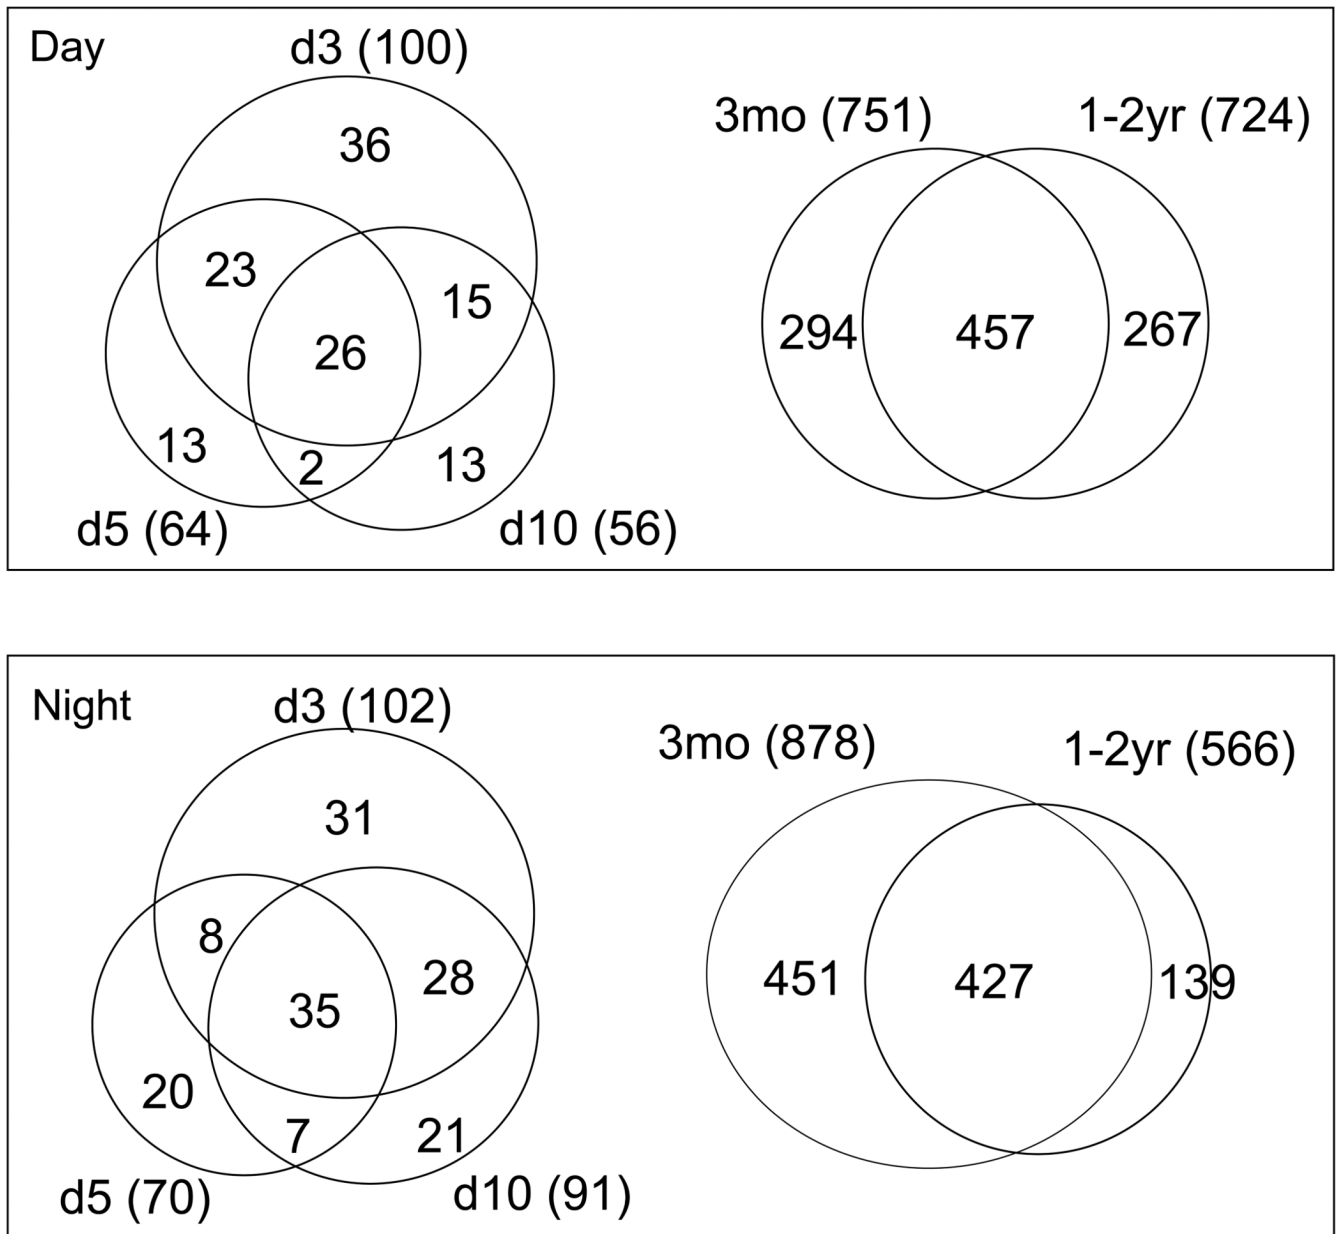 Day
d3 (100)
36
3mo (751)
1-2yr (724)
23
15
26
294
457
267
13
2
13
d5 (64)
d10 (56)
Night
d3 (102)
31
3mo (878)
1-2yr (566)
8
28
35
451
427
139
20
7
21
d5 (70)
d10 (91)